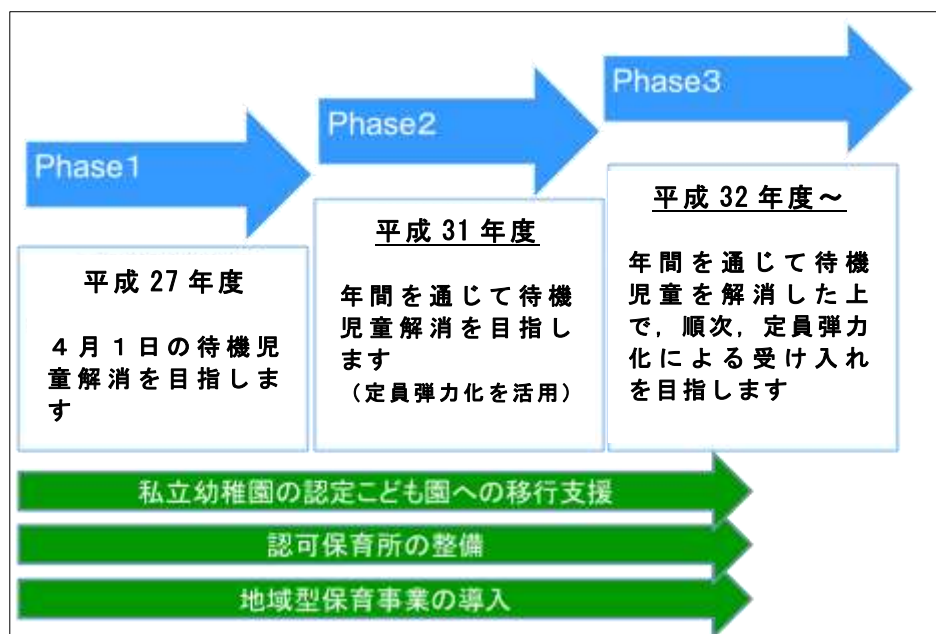 Phase1
平成 27 年度
４月１日の待機児
童解消を目指しま
す
Phase2
平成 31 年度
年間を通じて待機
児童解消を目指し
ます
（定員弾力化を活用）
Phase3
平成 32 年度～
年間を通じて待機
児童を解消した上
で，順次，定員弾力
化による受け入れ
を目指します
私立幼稚園の認定こども園への移行支援
認可保育所の整備
地域型保育事業の導入